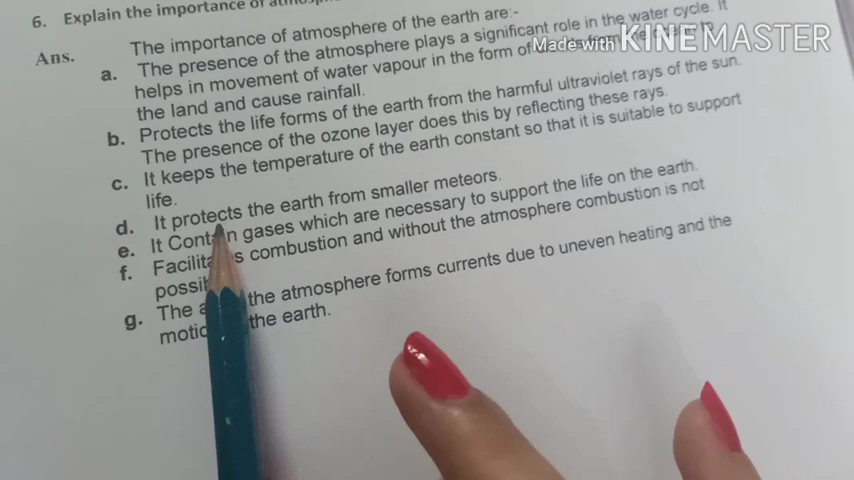 6. Explain the importance of
Ans. The importance of atmosphere of the earth are:-
a. The presence of the atmosphere plays a significant role in the water cycle. It
helps in movement of water vapour in the form of
the land and cause rainfall.
b. Protects the life forms of the earth from the harmful ultraviolet rays of the sun.
The presence of the ozone layer does this by reflecting these rays.
c. It keeps the temperature of the earth constant so that it is suitable to support
life.
d. It protects the earth from smaller meteors.
e. It Contain gases which are necessary to support the life on the earth.
f. Facilitates combustion and without the atmosphere combustion is not
g. The the atmosphere forms currents due to uneven heating and the
the earth.
Made with KINEMASTER